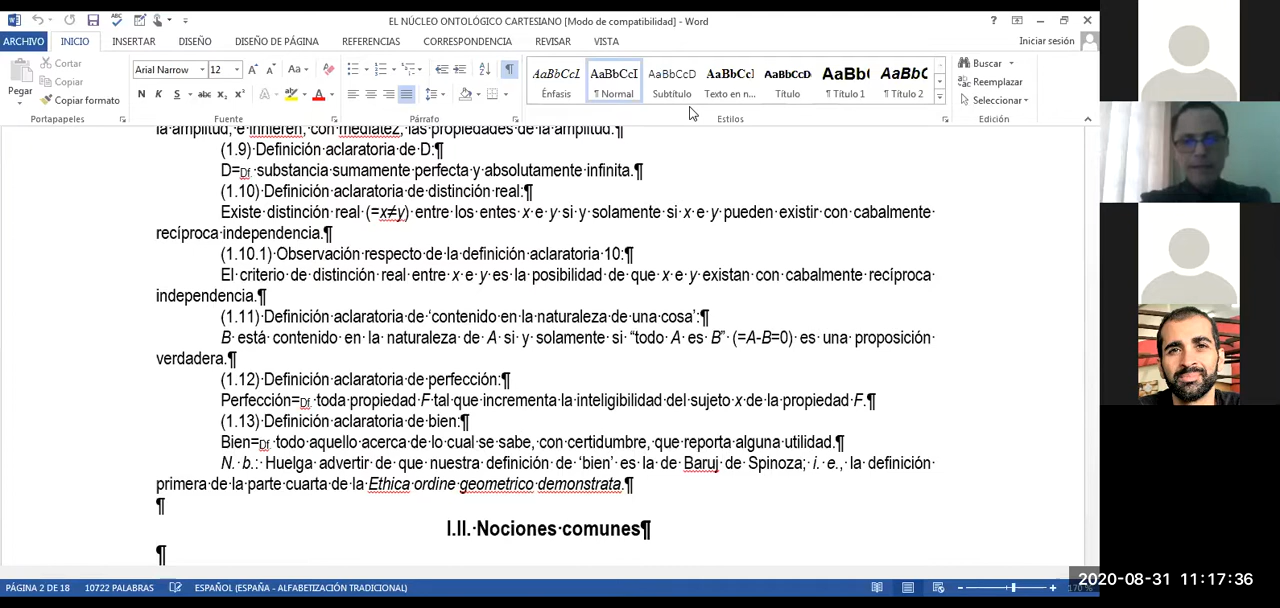 EL NÚCLEO ONTOLÓGICO CARTESIANO [Modo de compatibilidad] - Word
ARCHIVO INICIO INSERTAR DISEÑO DISEÑO DE PÁGINA REFERENCIAS CORRESPONDENCIA REVISAR VISTA Iniciar sesión
Cortar
Copiar
Copiar formato
Pegar
Arial Narrow 12
N K S abc x₂ x² A
AaBbCcI AaBbCcI AaBbCcD AaBbCcI AaBbCcD AaBb( AaBbC
Énfasis ¶ Normal Subtítulo Texto en n... Título ¶ Título 1 ¶ Título 2
Buscar
Reemplazar
Seleccionar
Portapapeles Fuente Párrafo Estilos Edición
la amplitud, e infieren, con mediatez, las propiedades de la amplitud.¶
(1.9) Definición aclaratoria de D:¶
D=Df. substancia sumamente perfecta y absolutamente infinita.¶
(1.10) Definición aclaratoria de distinción real:¶
Existe distinción real (=x≠y) entre los entes x e y si y solamente si x e y pueden existir con cabalmente
recíproca independencia.¶
(1.10.1) Observación respecto de la definición aclaratoria 10:¶
El criterio de distinción real entre x e y es la posibilidad de que x e y existan con cabalmente recíproca
independencia.¶
(1.11) Definición aclaratoria de ‘contenido en la naturaleza de una cosa’:¶
B está contenido en la naturaleza de A si y solamente si “todo A es B” (=A-B=0) es una proposición
verdadera.¶
(1.12) Definición aclaratoria de perfección:¶
Perfección=Df. toda propiedad F tal que incrementa la inteligibilidad del sujeto x de la propiedad F.¶
(1.13) Definición aclaratoria de bien:¶
Bien=Df. todo aquello acerca de lo cual se sabe, con certidumbre, que reporta alguna utilidad.¶
N. b.: Huelga advertir de que nuestra definición de ‘bien’ es la de Baruj de Spinoza; i. e., la definición
primera de la parte cuarta de la Ethica ordine geometrico demonstrata.¶
¶
I.II. Nociones comunes¶
¶
PÁGINA 2 DE 18 10722 PALABRAS ESPAÑOL (ESPAÑA - ALFABETIZACIÓN TRADICIONAL) 170 %
2020-08-31 11:17:36